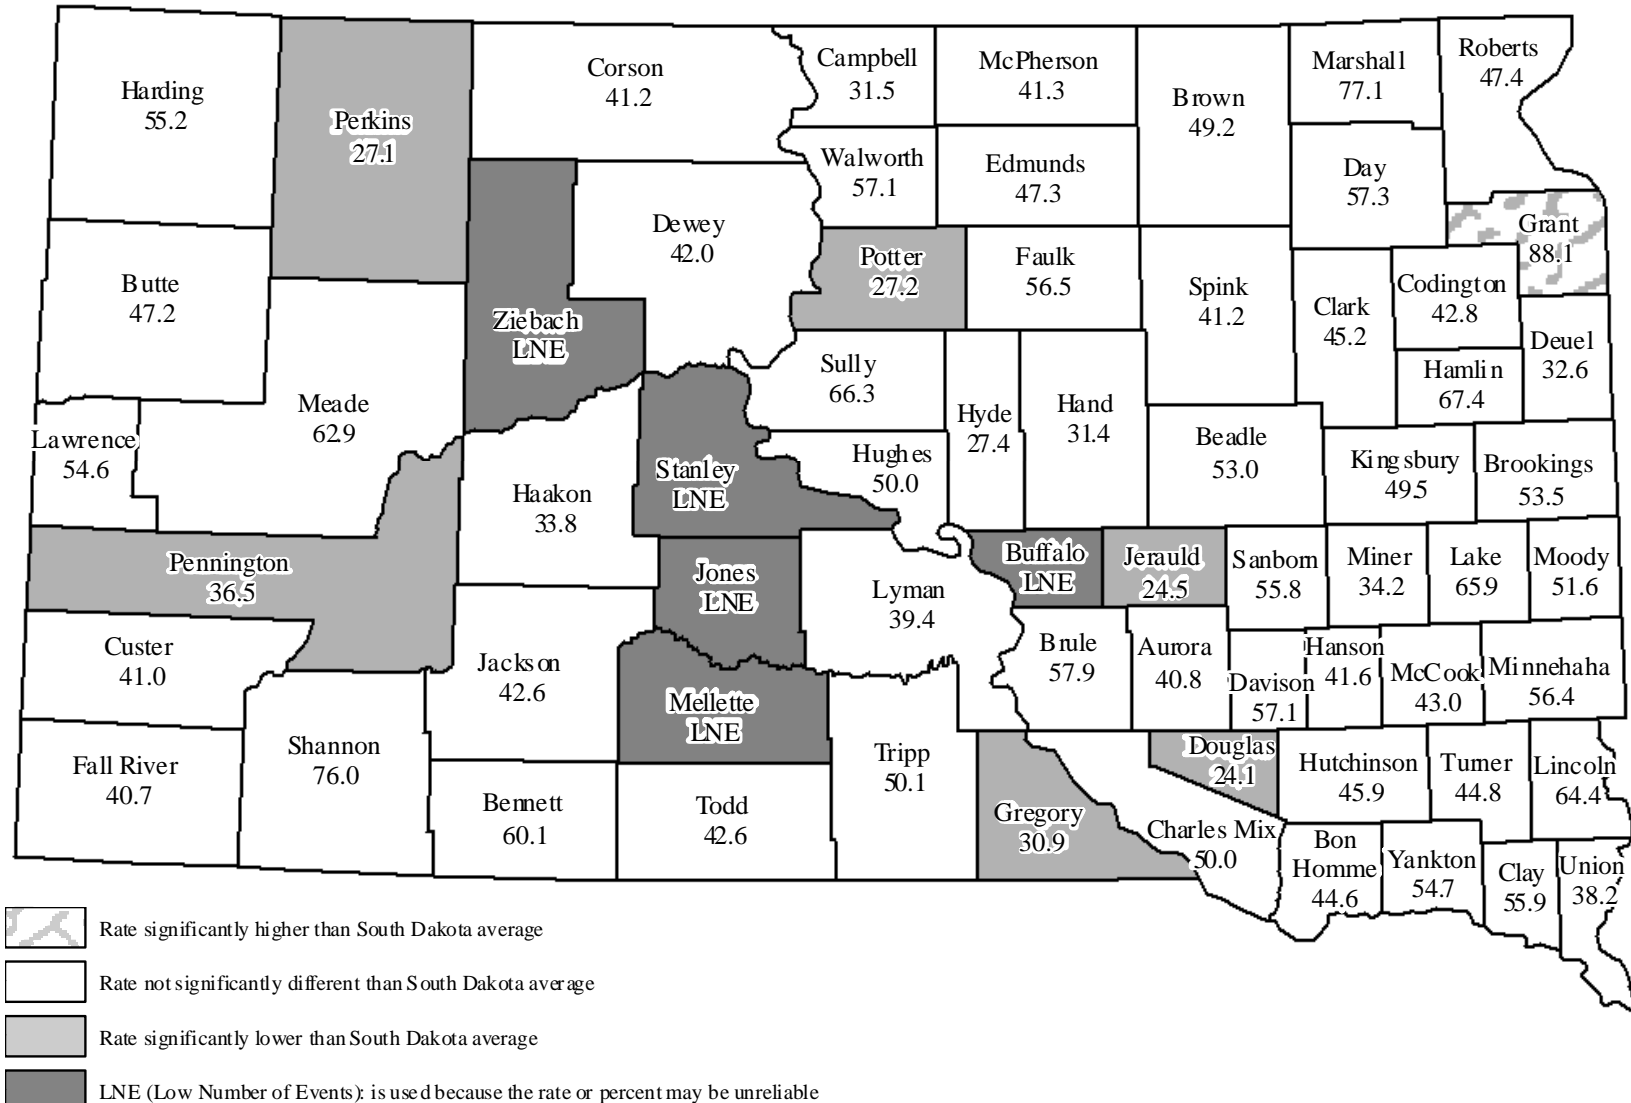 Harding
55.2
Perkins
27.1
Corson
41.2
Campbell
31.5
McPherson
41.3
Brown
49.2
Marshall
77.1
Roberts
47.4
Walworth
57.1
Edmunds
47.3
Day
57.3
Grant
88.1
Butte
47.2
Ziebach
LNE
Dewey
42.0
Potter
27.2
Faulk
56.5
Spink
41.2
Clark
45.2
Codington
42.8
Deuel
32.6
Hamlin
67.4
Lawrence
54.6
Meade
62.9
Sully
66.3
Hyde
27.4
Hand
31.4
Beadle
53.0
Kingsbury
49.5
Brookings
53.5
Haakon
33.8
Stanley
LNE
Hughes
50.0
Pennington
36.5
Jones
LNE
Lyman
39.4
Buffalo
LNE
Jerauld
24.5
Sanborn
55.8
Miner
34.2
Lake
65.9
Moody
51.6
Custer
41.0
Jackson
42.6
Mellette
LNE
Brule
57.9
Aurora
40.8
Davison
57.1
Hanson
41.6
McCook
43.0
Minnehaha
56.4
Fall River
40.7
Shannon
76.0
Bennett
60.1
Todd
42.6
Tripp
50.1
Gregory
30.9
Charles Mix
50.0
Douglas
24.1
Hutchinson
45.9
Turner
44.8
Lincoln
64.4
Bon
Homme
44.6
Yankton
54.7
Clay
55.9
Union
38.2
Rate significantly higher than South Dakota average
Rate not significantly different than South Dakota average
Rate significantly lower than South Dakota average
LNE (Low Number of Events): is used because the rate or percent may be unreliable